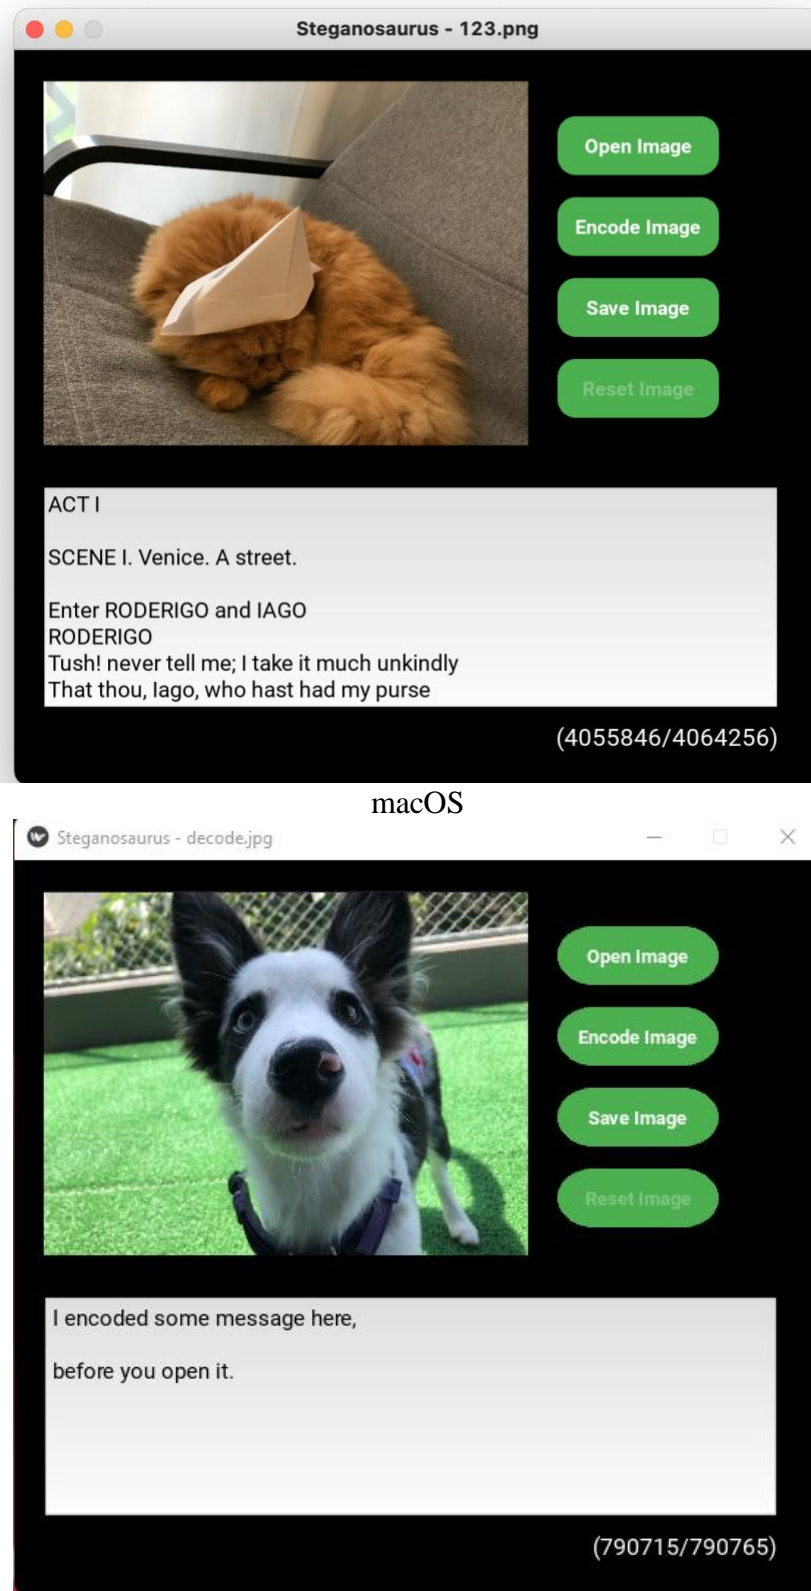 Steganosaurus - 123.png
Open Image
Encode Image
Save Image
Reset Image
ACT I
SCENE I. Venice. A street.
Enter RODERIGO and IAGO
RODERIGO
Tush! never tell me; I take it much unkindly
That thou, Iago, who hast had my purse
(4055846/4064256)
macOS
Steganosaurus - decode.jpg
Open Image
Encode Image
Save Image
Reset Image
I encoded some message here,
before you open it.
(790715/790765)